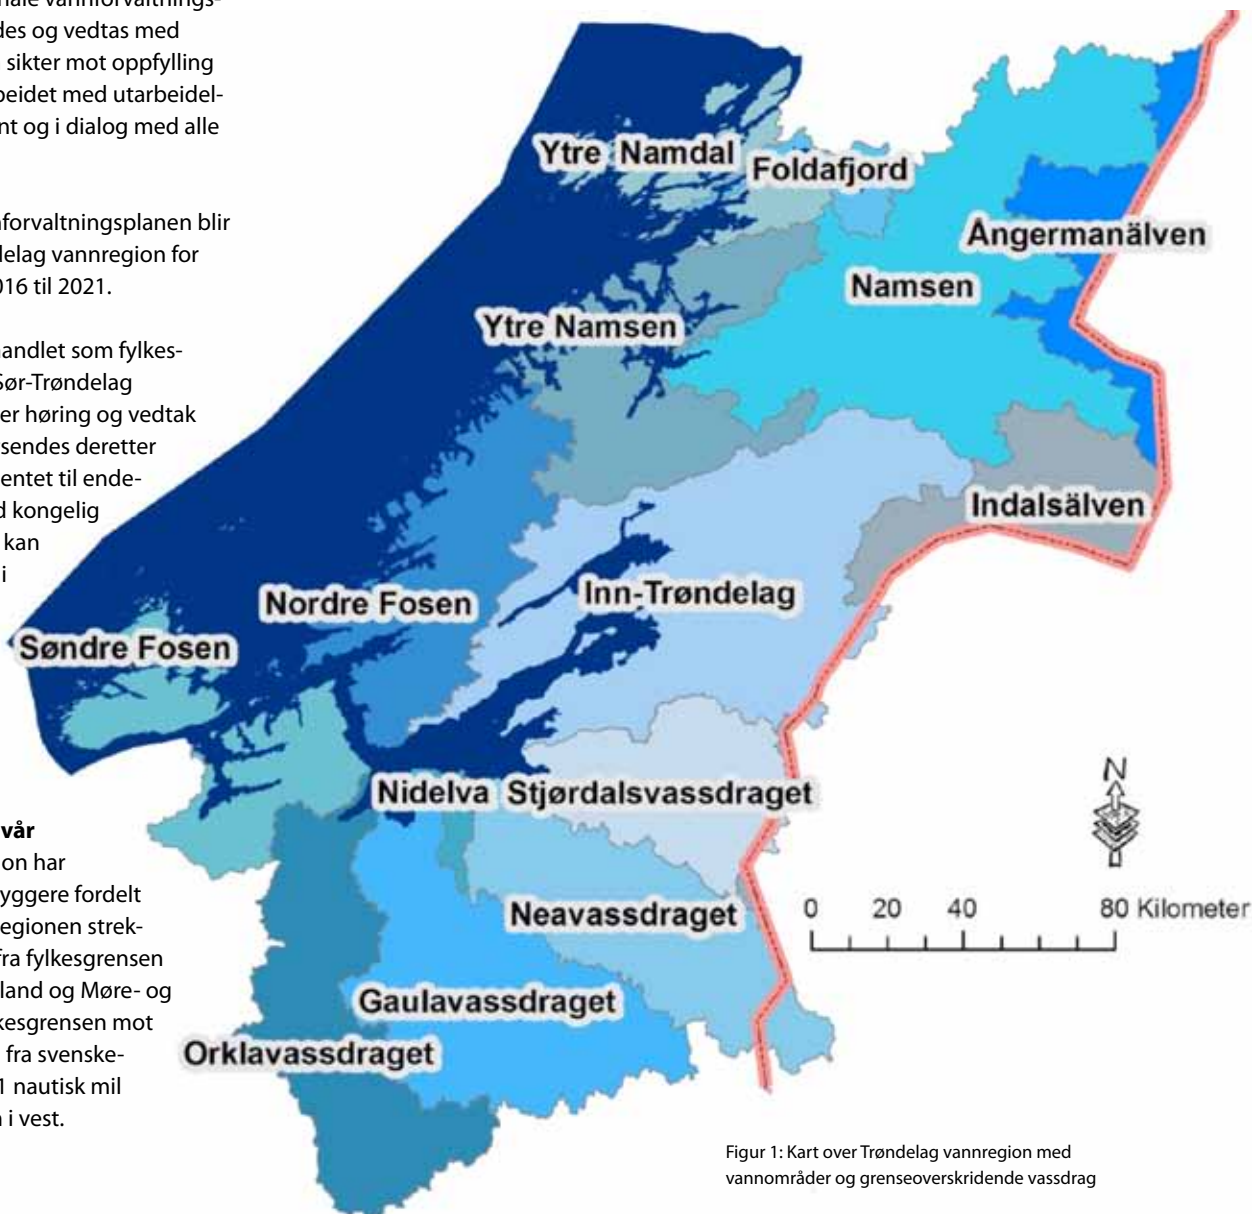 nale vannforvaltnings-
des og vedtas med
sikter mot oppfylling
beidet med utarbeidel-
nt og i dialog med alle
nforvaltningsplanen blir
delag vannregion for
016 til 2021.
handlet som fylkes-
Sør-Trøndelag
er høring og vedtak
sendes deretter
entet til ende-
d kongelig
kan
i
vår
on har
yggere fordelt
egionen strek-
fra fylkesgrensen
land og Møre- og
kesgrensen mot
fra svenske-
1 nautisk mil
i vest.
Ytre Namdal
Foldafjord
Ångermanälven
Namsen
Ytre Namsen
Indalsälven
Inn-Trøndelag
Nordre Fosen
Søndre Fosen
Nidelva
Stjørdalsvassdraget
Neavassdraget
Gaulavassdraget
Orklavassdraget
N
0 20 40 80 Kilometer
Figur 1: Kart over Trøndelag vannregion med
vannområder og grenseoverskridende vassdrag